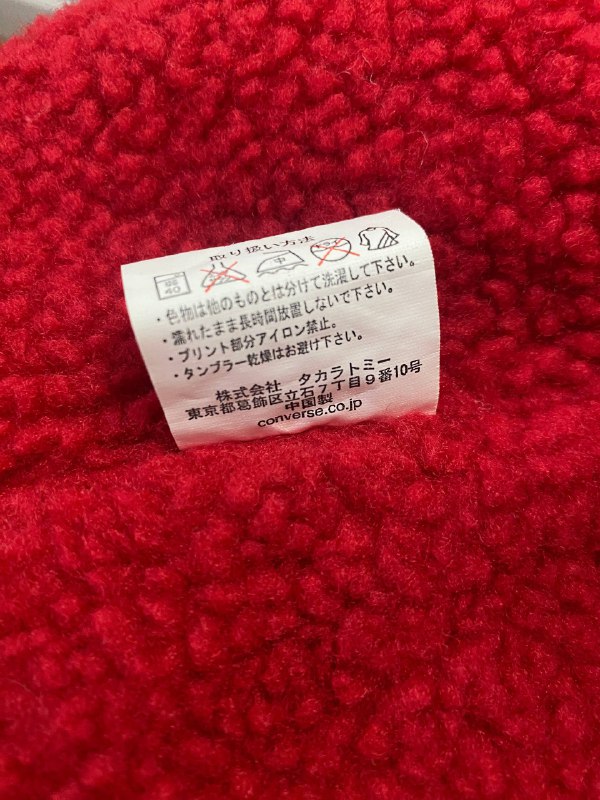 取り扱い方法
弱 40
中
・色物は他のものとは分けて洗濯して下さい。
・濡れたまま長時間放置しないで下さい。
・プリント部分アイロン禁止。
・タンブラー乾燥はお避け下さい。
株式会社 タカラトミー
東京都葛飾区立石7丁目9番10号
中国製
converse.co.jp